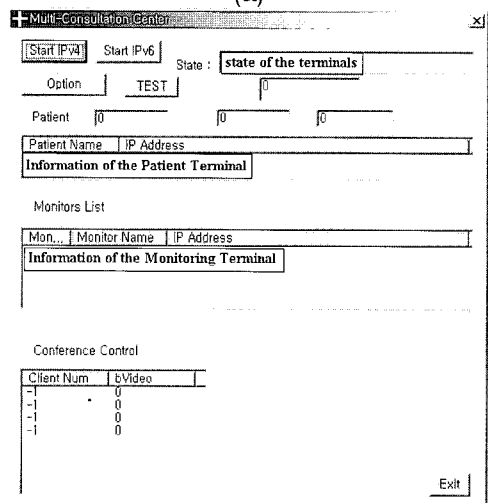 Multi-Consultation Center
Start IPv4 Start IPv6
State : state of the terminals
Option TEST 0
Patient 0 0 0
Patient Name IP Address
Information of the Patient Terminal
Monitors List
Mon... Monitor Name IP Address
Information of the Monitoring Terminal
Conference Control
Client Num bVideo
-1 0
-1 0
-1 0
-1 0
Exit